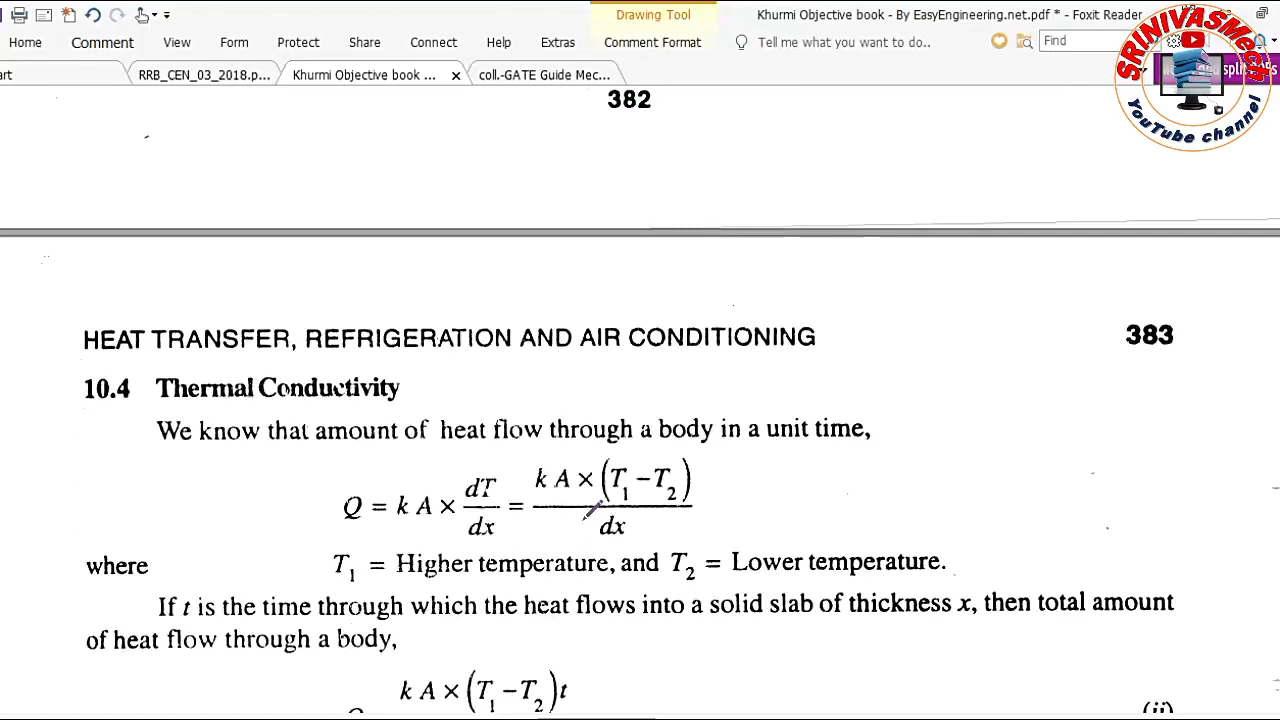 Drawing Tool
Khurmi Objective book - By EasyEngineering.net.pdf * - Foxit Reader
Home Comment View Form Protect Share Connect Help Extras Comment Format Tell me what you want to do.. Find
art RRB_CEN_03_2018.p... Khurmi Objective book ... × coll.-GATE Guide Mec...
SRINIVASMech
YouTube channel
382
HEAT TRANSFER, REFRIGERATION AND AIR CONDITIONING 383
10.4 Thermal Conductivity
We know that amount of heat flow through a body in a unit time,
Q = k A × dT/dx = k A × (T₁ − T₂)/dx
where T₁ = Higher temperature, and T₂ = Lower temperature.
If t is the time through which the heat flows into a solid slab of thickness x, then total amount
of heat flow through a body,
k A × (T₁ − T₂) t
(ii)